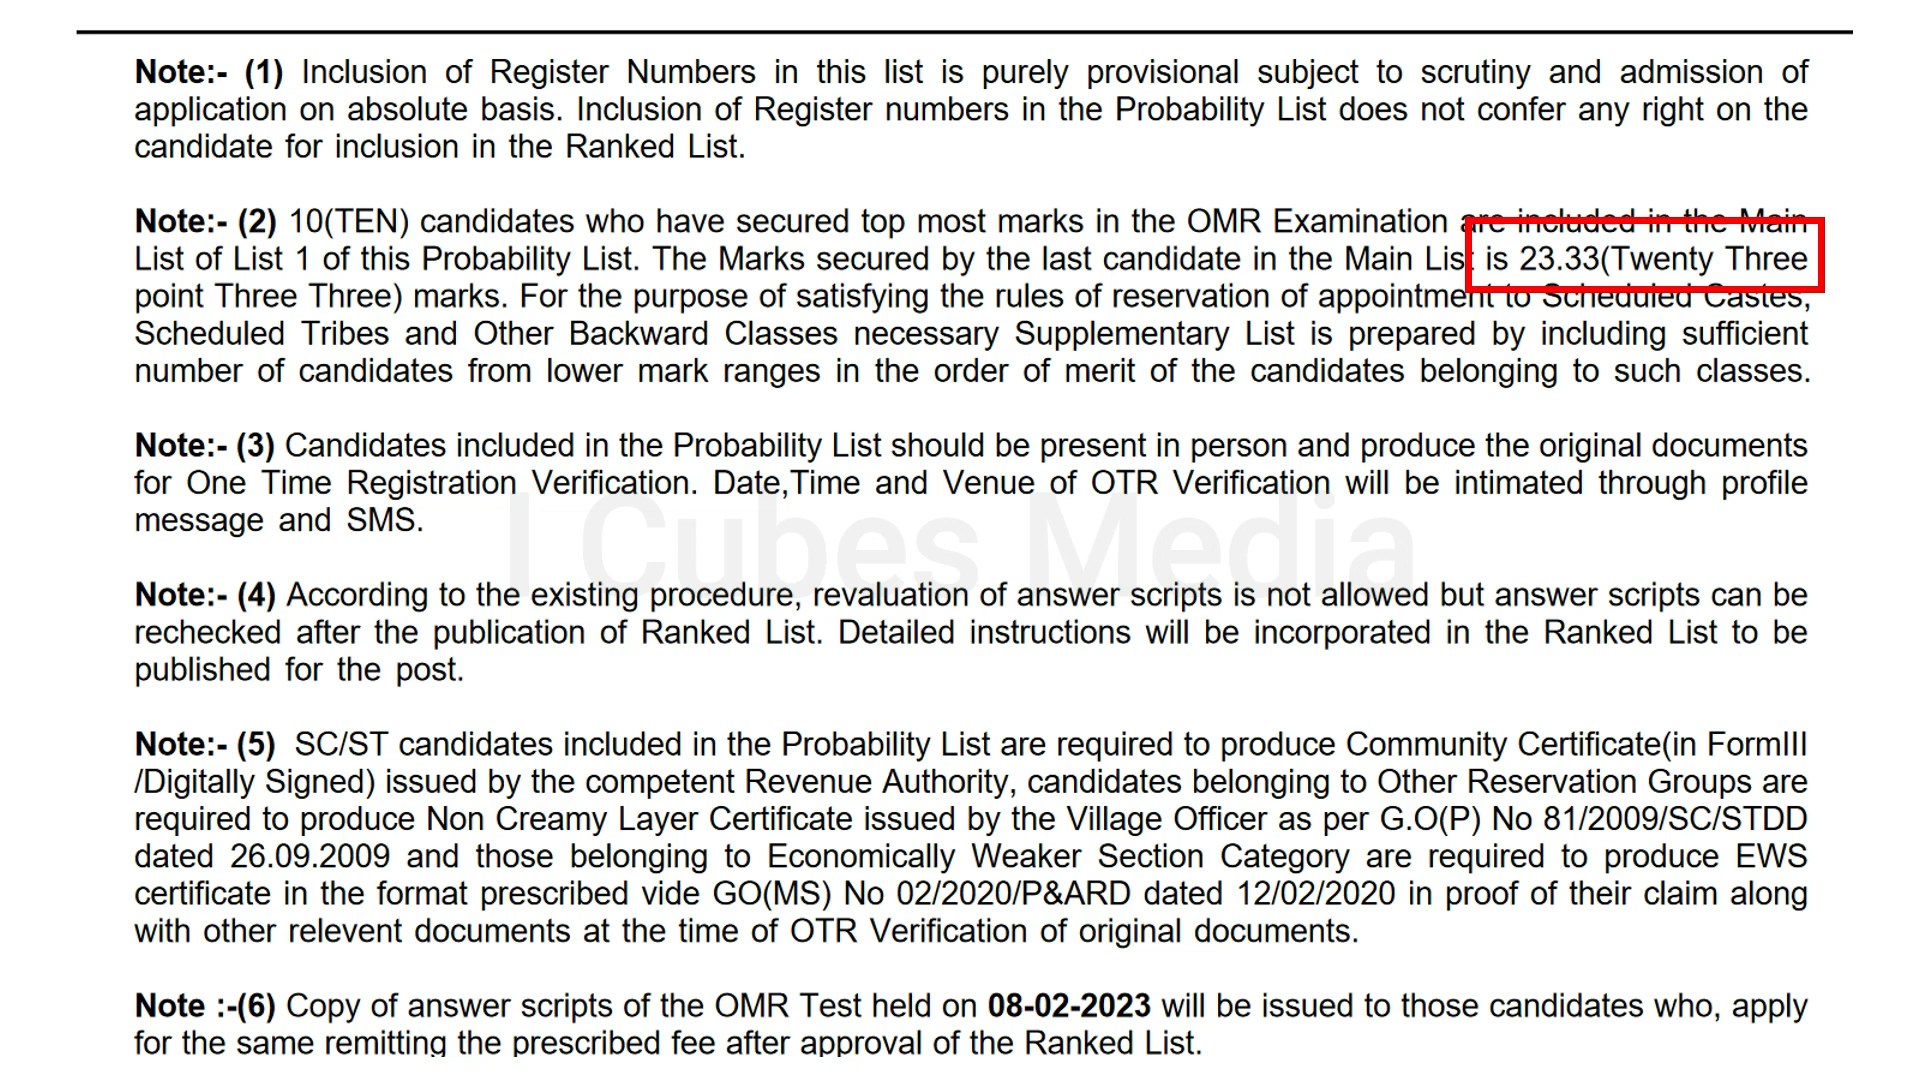 Note:- (1) Inclusion of Register Numbers in this list is purely provisional subject to scrutiny and admission of
application on absolute basis. Inclusion of Register numbers in the Probability List does not confer any right on the
candidate for inclusion in the Ranked List.
Note:- (2) 10(TEN) candidates who have secured top most marks in the OMR Examination are included in the Main
List of List 1 of this Probability List. The Marks secured by the last candidate in the Main List is 23.33(Twenty Three
point Three Three) marks. For the purpose of satisfying the rules of reservation of appointment to Scheduled Castes,
Scheduled Tribes and Other Backward Classes necessary Supplementary List is prepared by including sufficient
number of candidates from lower mark ranges in the order of merit of the candidates belonging to such classes.
Note:- (3) Candidates included in the Probability List should be present in person and produce the original documents
for One Time Registration Verification. Date,Time and Venue of OTR Verification will be intimated through profile
message and SMS.
I Cubes Media
Note:- (4) According to the existing procedure, revaluation of answer scripts is not allowed but answer scripts can be
rechecked after the publication of Ranked List. Detailed instructions will be incorporated in the Ranked List to be
published for the post.
Note:- (5) SC/ST candidates included in the Probability List are required to produce Community Certificate(in FormIII
/Digitally Signed) issued by the competent Revenue Authority, candidates belonging to Other Reservation Groups are
required to produce Non Creamy Layer Certificate issued by the Village Officer as per G.O(P) No 81/2009/SC/STDD
dated 26.09.2009 and those belonging to Economically Weaker Section Category are required to produce EWS
certificate in the format prescribed vide GO(MS) No 02/2020/P&ARD dated 12/02/2020 in proof of their claim along
with other relevent documents at the time of OTR Verification of original documents.
Note :-(6) Copy of answer scripts of the OMR Test held on 08-02-2023 will be issued to those candidates who, apply
for the same remitting the prescribed fee after approval of the Ranked List.